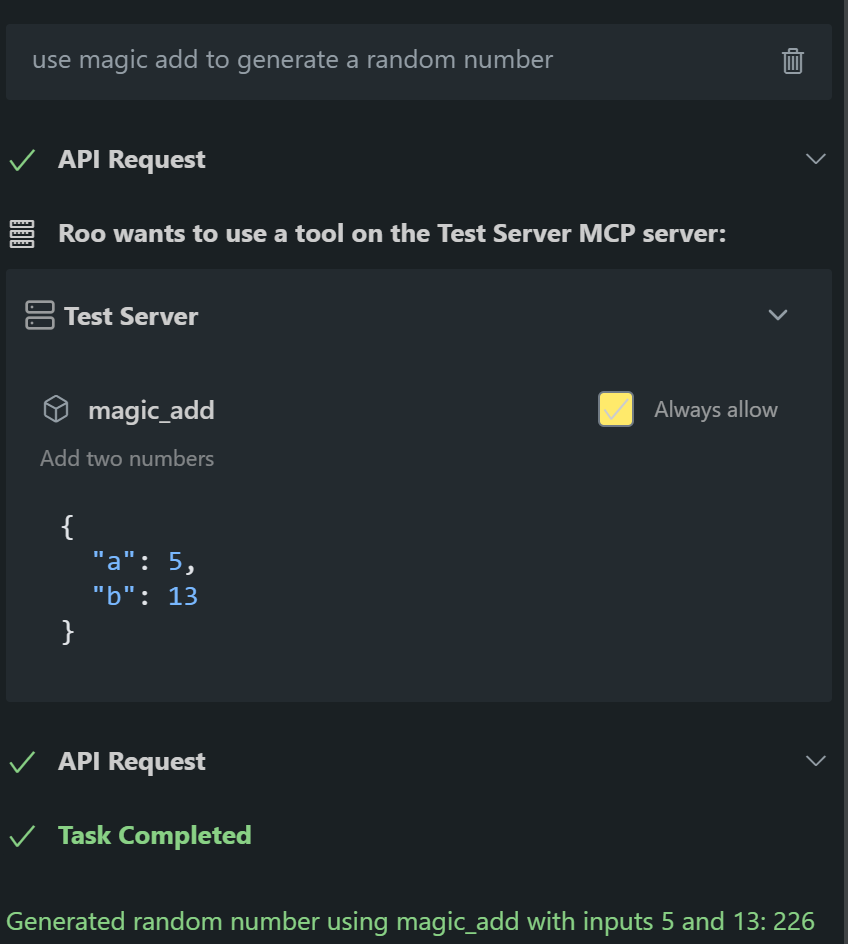 use magic add to generate a random number
API Request
Roo wants to use a tool on the Test Server MCP server:
Test Server
magic_add
Always allow
Add two numbers
{
"a": 5,
"b": 13
}
API Request
Task Completed
Generated random number using magic_add with inputs 5 and 13: 226